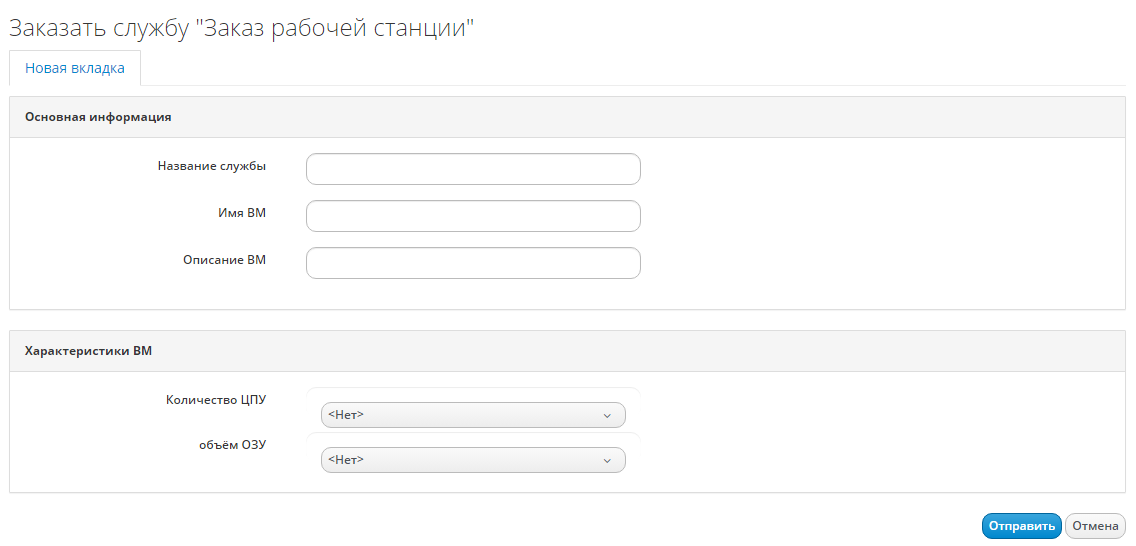 Заказать службу "Заказ рабочей станции"
Новая вкладка
Основная информация
Название службы
Имя ВМ
Описание ВМ
Характеристики ВМ
Количество ЦПУ
<Нет>
объём ОЗУ
<Нет>
Отправить Отмена